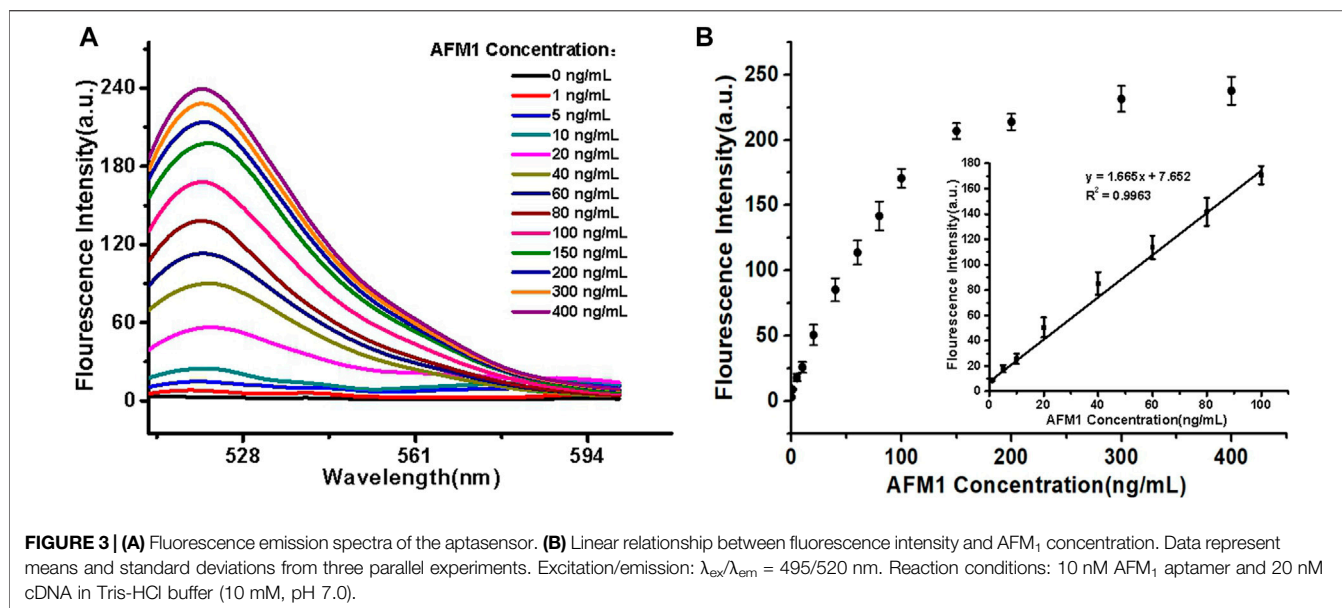 A
AFM1 Concentration:
0 ng/mL
1 ng/mL
5 ng/mL
10 ng/mL
20 ng/mL
40 ng/mL
60 ng/mL
80 ng/mL
100 ng/mL
150 ng/mL
200 ng/mL
300 ng/mL
400 ng/mL
Flourescence Intensity(a.u.)
240
180
120
60
0
528
561
594
Wavelength(nm)
B
Flourescence Intensity(a.u.)
250
200
150
100
50
0
0
100
200
300
400
AFM1 Concentration(ng/mL)
y = 1.665x + 7.652
R² = 0.9963
Flourescence Intensity(a.u.)
180
160
140
120
100
80
60
40
20
0
0
20
40
60
80
100
AFM1 Concentration(ng/mL)
FIGURE 3 | (A) Fluorescence emission spectra of the aptasensor. (B) Linear relationship between fluorescence intensity and AFM₁ concentration. Data represent
means and standard deviations from three parallel experiments. Excitation/emission: λex/λem = 495/520 nm. Reaction conditions: 10 nM AFM₁ aptamer and 20 nM
cDNA in Tris-HCl buffer (10 mM, pH 7.0).